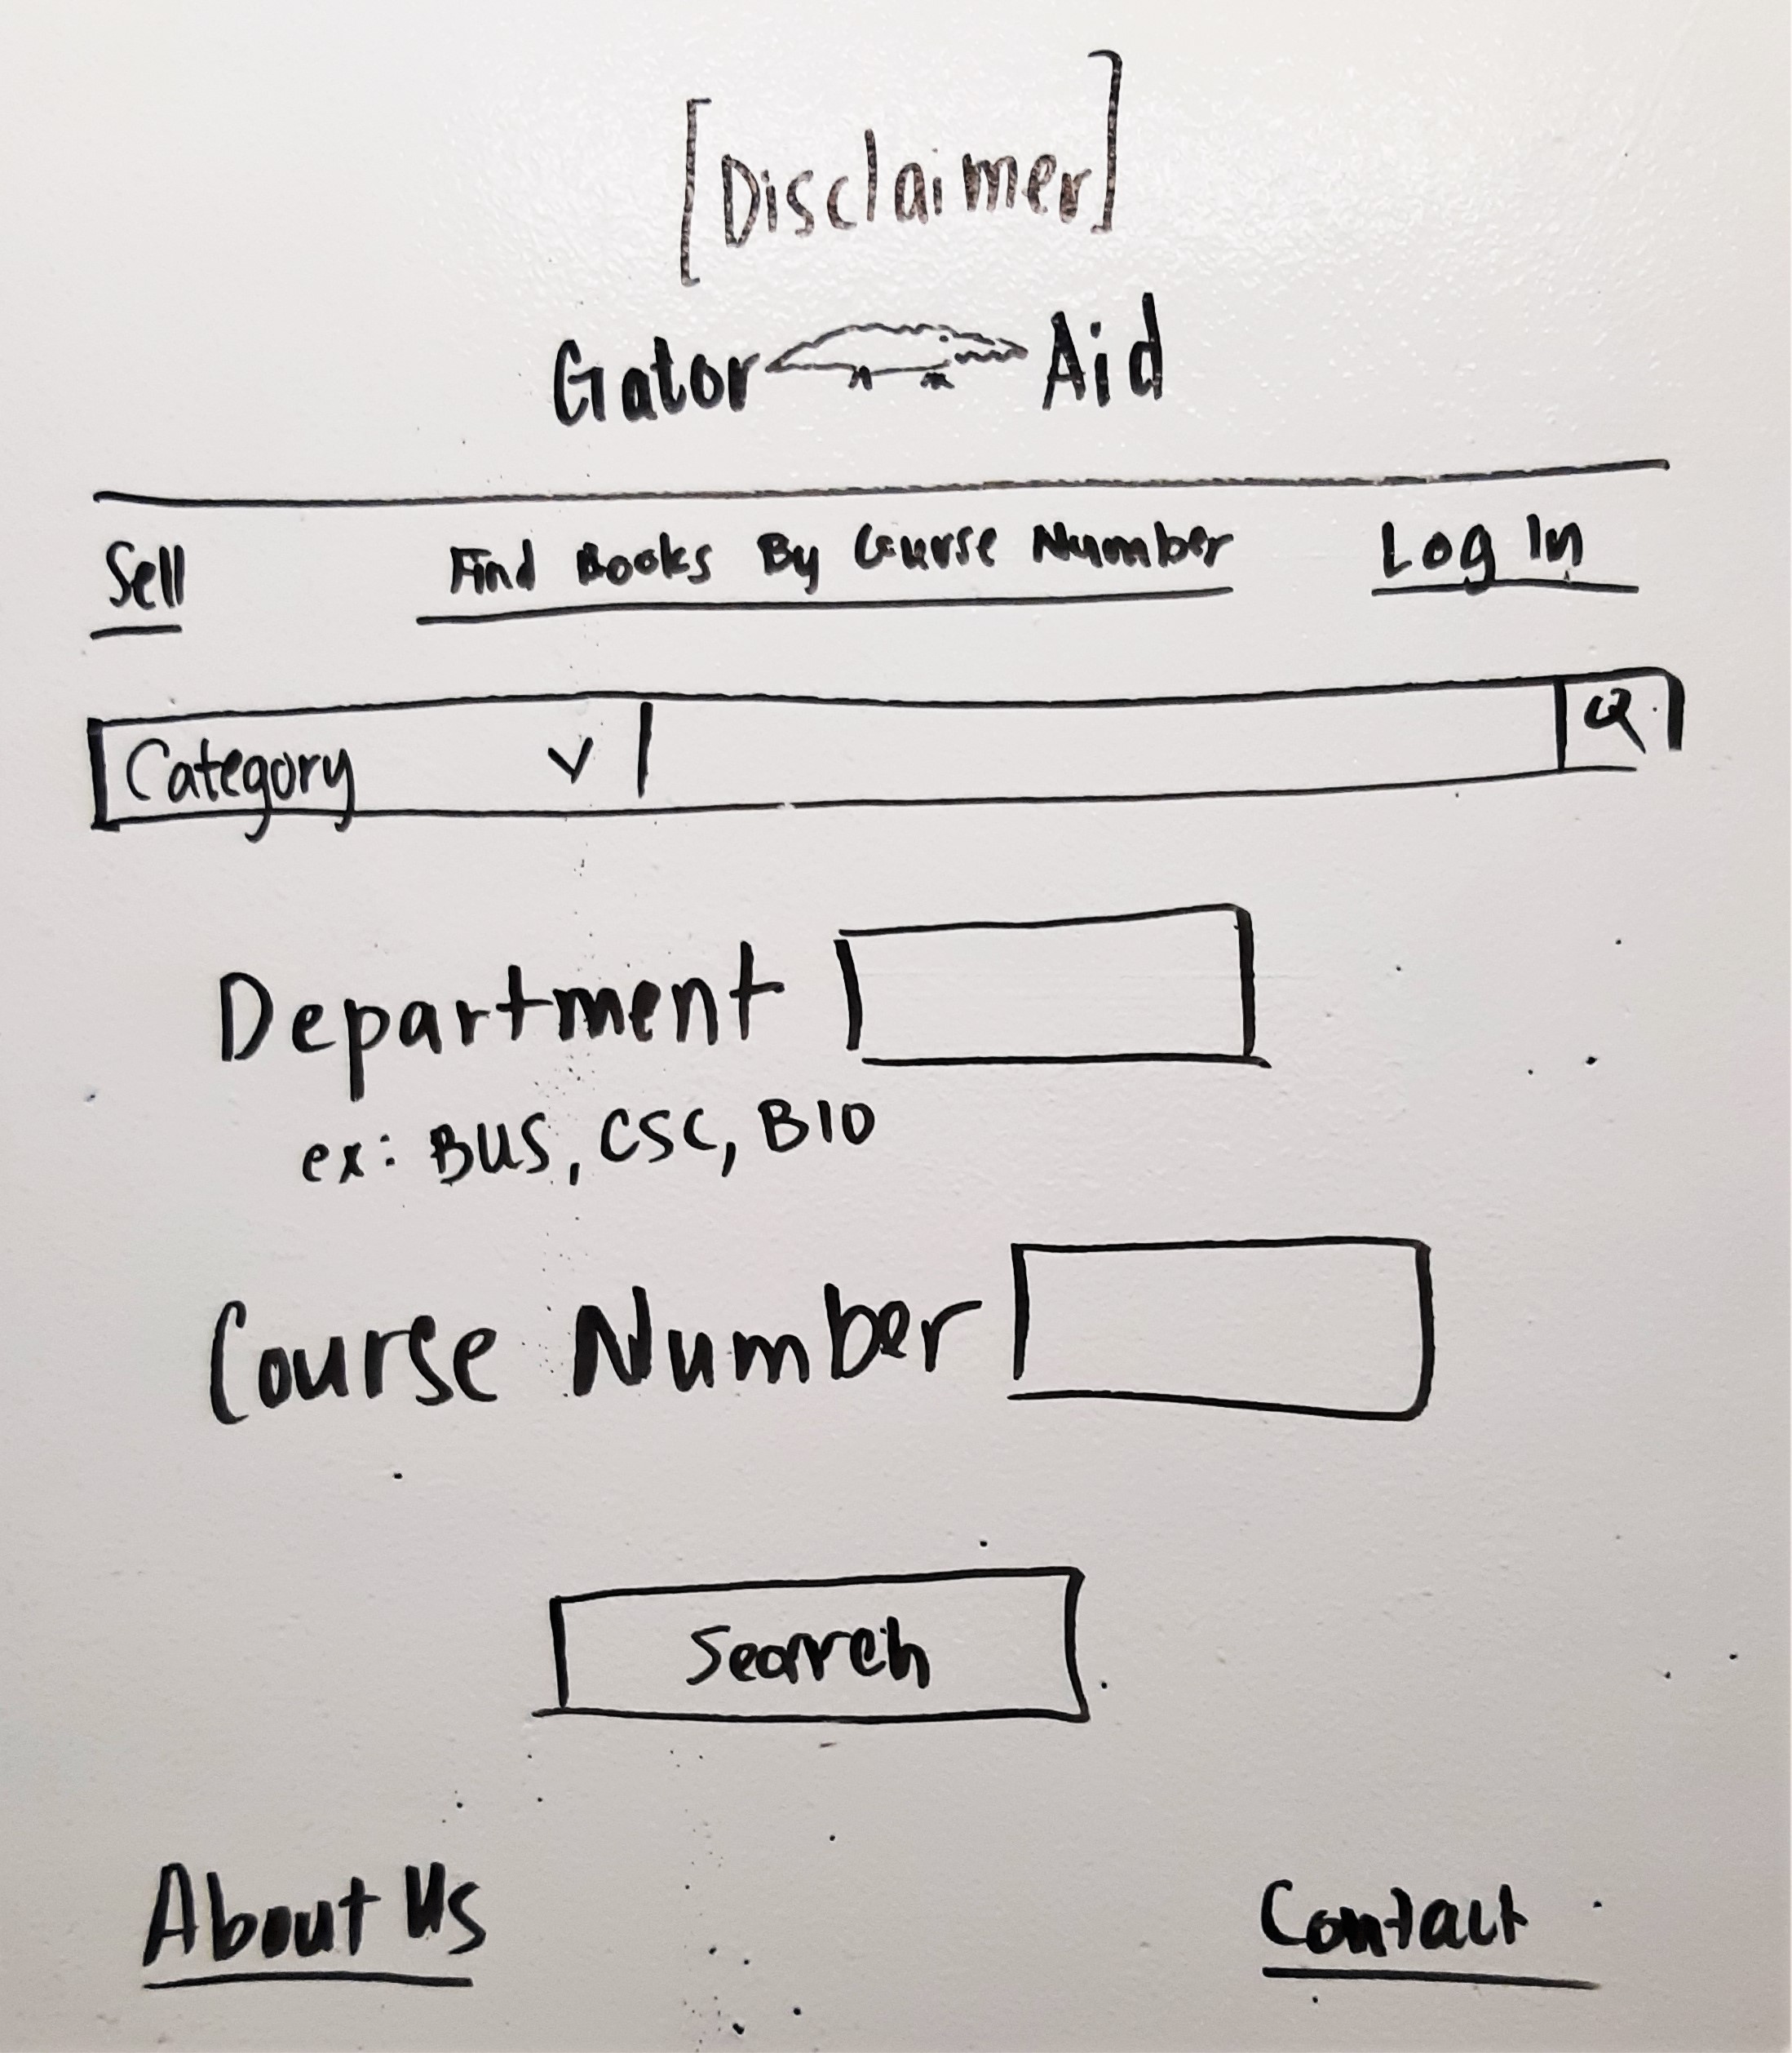 [Disclaimer]
Gator Aid
Sell Find Books By Course Number Log In
Category
Department
ex: BUS, CSC, BIO
Course Number
Search
About Us
Contact